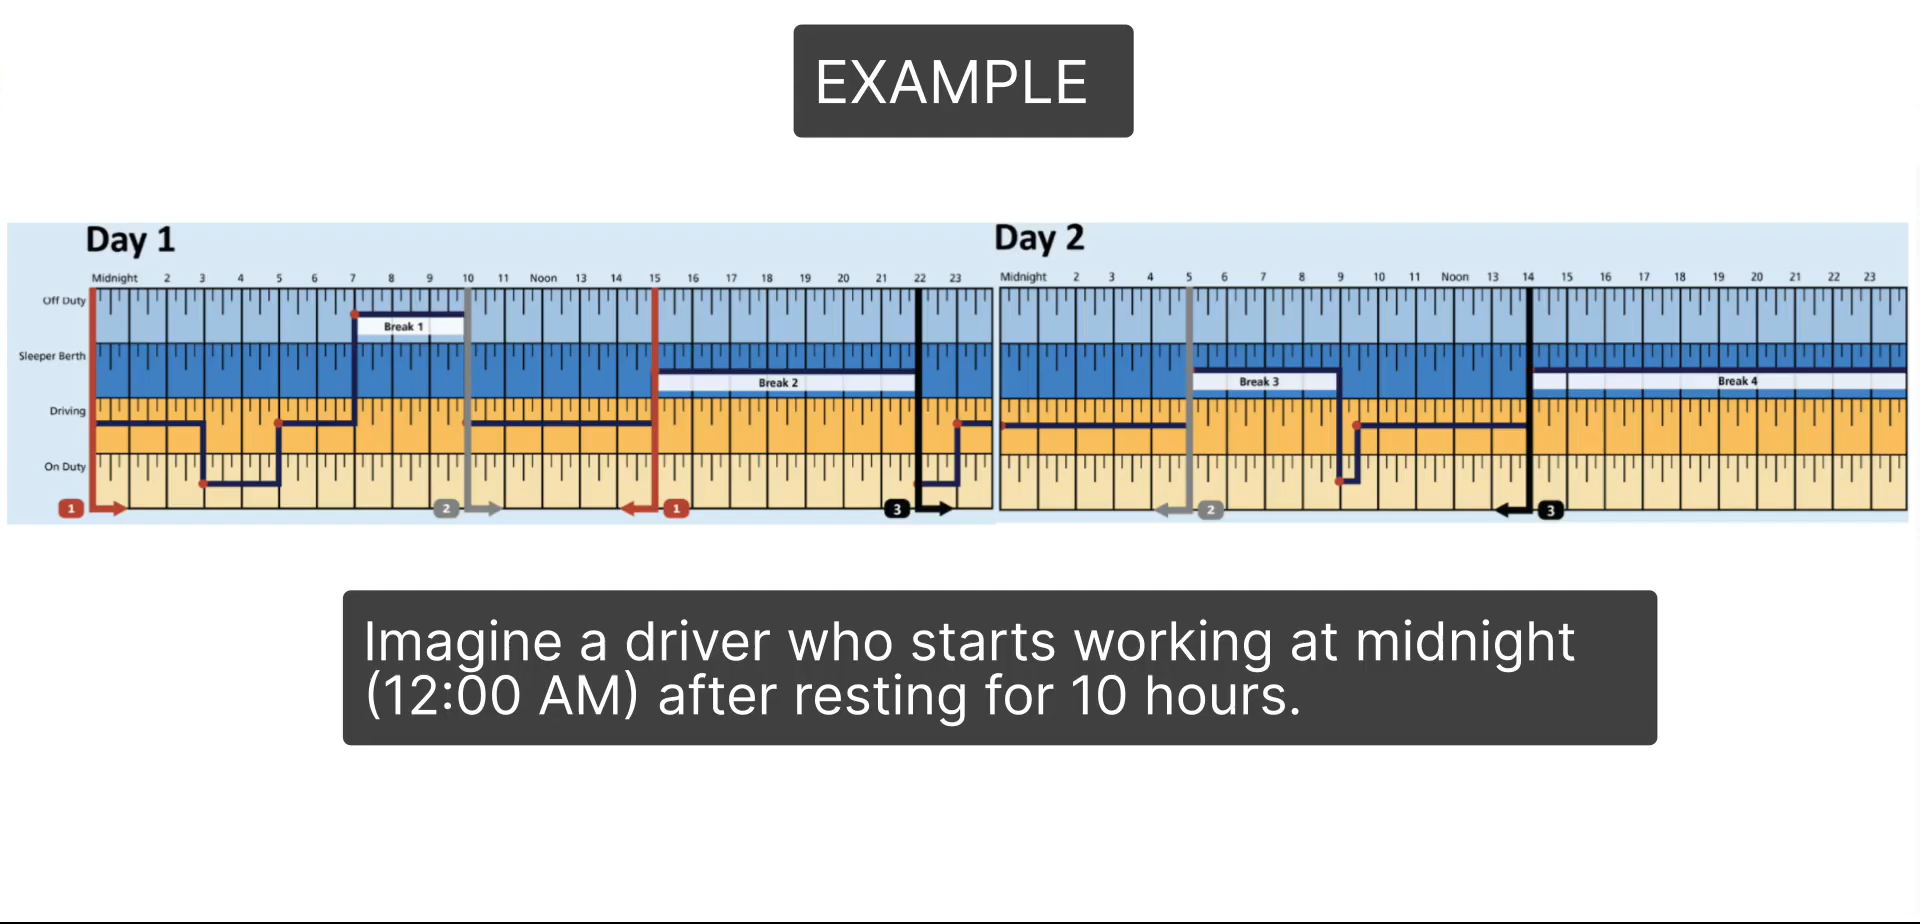 EXAMPLE
Day 1
Day 2
Midnight 2 3 4 5 6 7 8 9 10 11 Noon 13 14 15 16 17 18 19 20 21 22 23
Midnight 2 3 4 5 6 7 8 9 10 11 Noon 13 14 15 16 17 18 19 20 21 22 23
Off Duty
Break 1
Sleeper Berth
Break 2
Break 3
Break 4
Driving
On Duty
1 2 1 3 2 3
Imagine a driver who starts working at midnight
(12:00 AM) after resting for 10 hours.